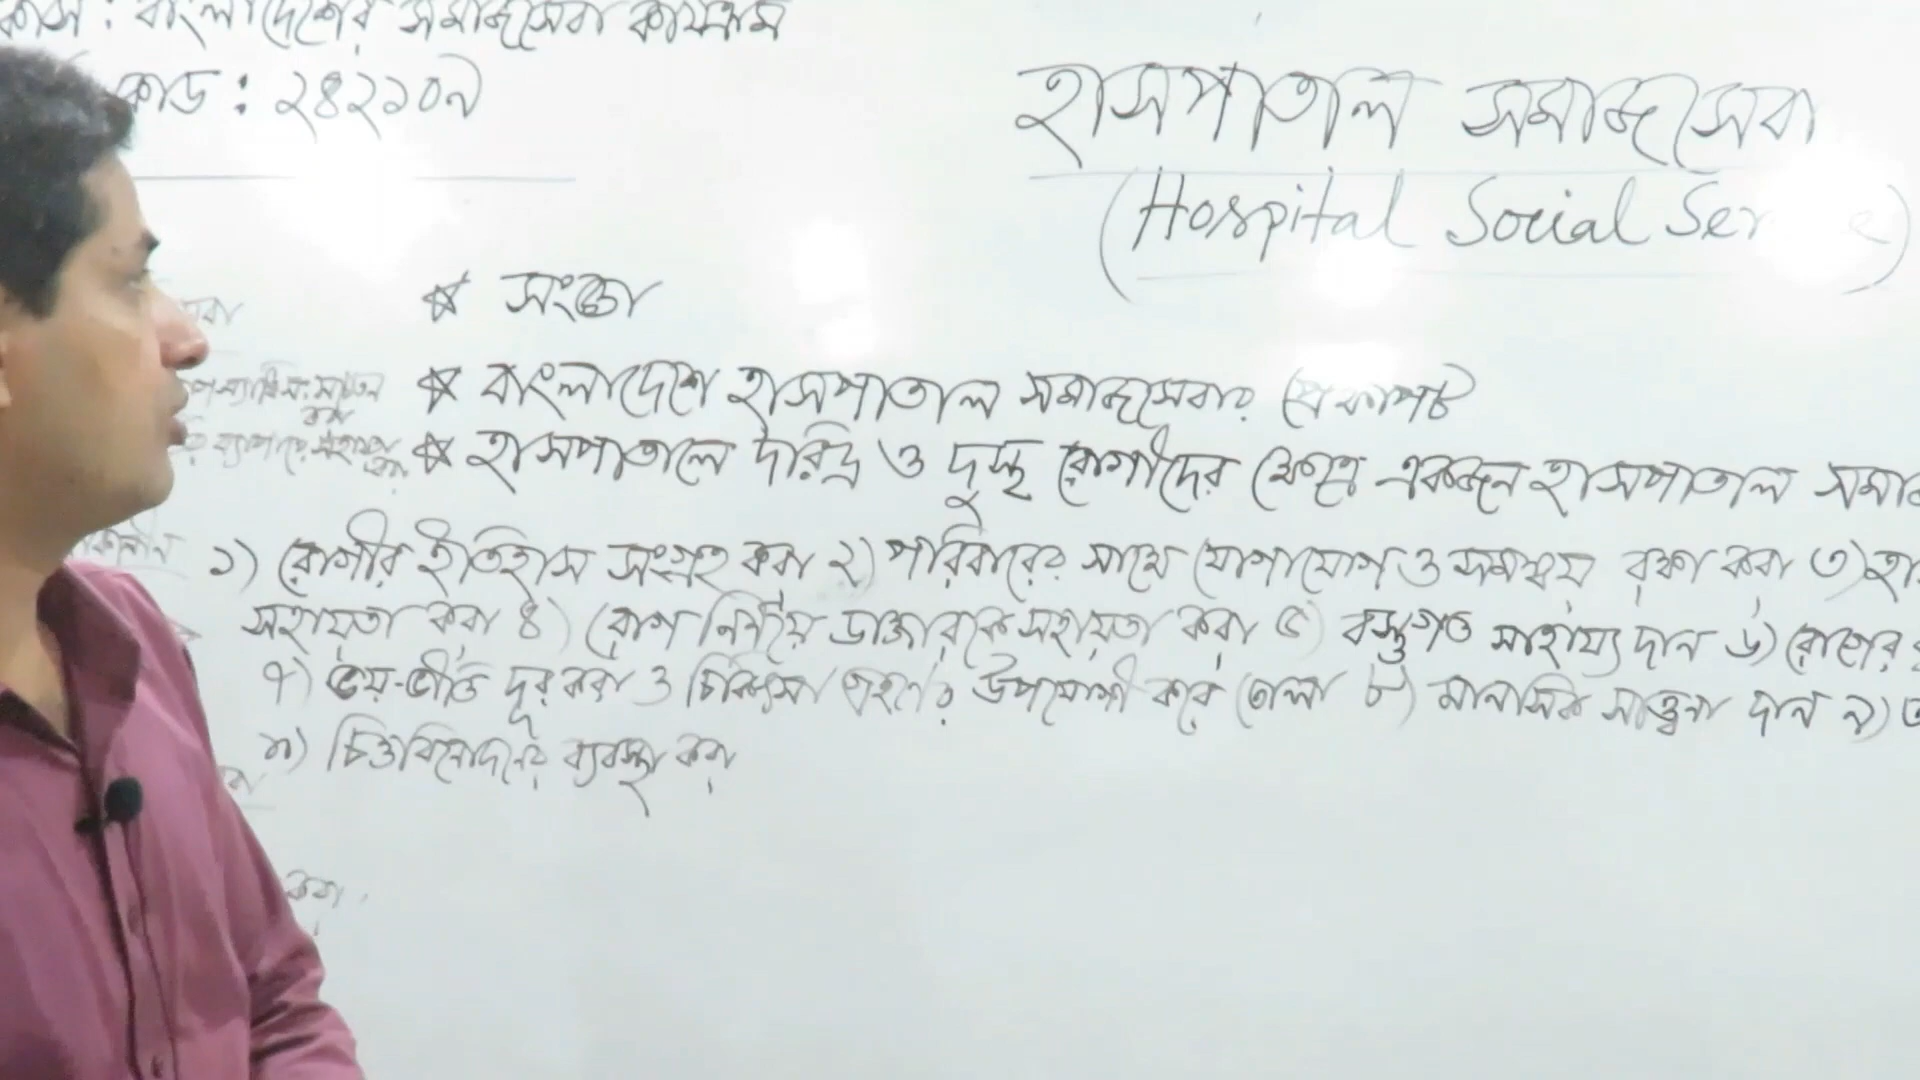 : বাংলাদেশের সমাজসেবা কার্যক্রম
কোড : ২৪২১০৭
হাসপাতাল সমাজসেবা
(Hospital Social Ser e)
* সংজ্ঞা
* বাংলাদেশে হাসপাতাল সমাজসেবার প্রেক্ষাপট
* হাসপাতালে দরিদ্র ও দুস্থ রোগীদের ক্ষেত্রে একজন হাসপাতাল সমা
১) রোগীর ইতিহাস সংগ্রহ করা ২) পরিবারের সাথে যোগাযোগ ও সমন্বয় রক্ষা করা ৩) হা
সহায়তা করা ৪) রোগ নির্ণয়ে ডাক্তারকে সহায়তা করা ৫) বস্তুগত সাহায্য দান ৬) রোগের
৭) ভয়-ভীতি দূর করা ও চিকিৎসা গ্রহণের উপযোগী করে তোলা ৮) মানসিক সান্ত্বনা দান ৯)
) চিত্তবিনোদনের ব্যবস্থা করা
করা